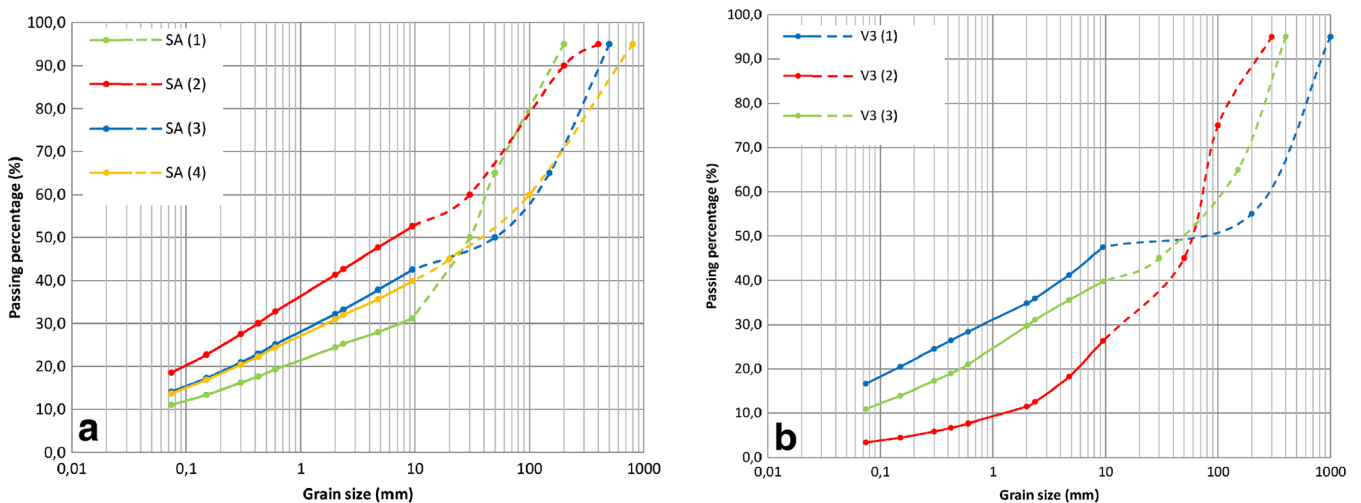 100,0
90,0
80,0
70,0
60,0
50,0
40,0
30,0
20,0
10,0
0,0
Passing percentage (%)
SA (1)
SA (2)
SA (3)
SA (4)
a
0,01
0,1
1
10
100
1000
Grain size (mm)
100,0
90,0
80,0
70,0
60,0
50,0
40,0
30,0
20,0
10,0
0,0
Passing percentage (%)
V3 (1)
V3 (2)
V3 (3)
b
0,01
0,1
1
10
100
1000
Grain size (mm)